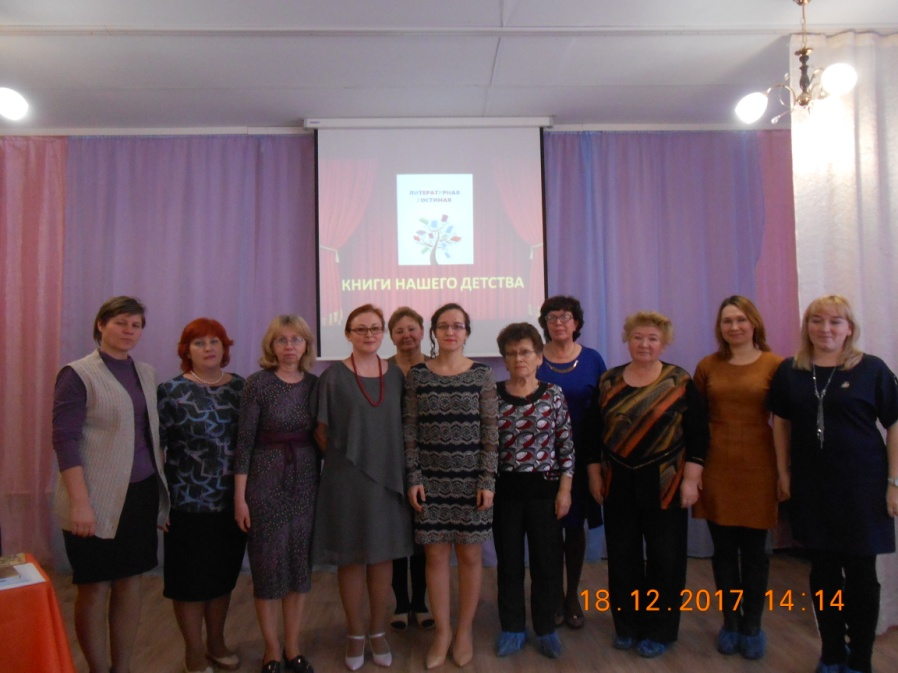 ЛИТЕРАТУРНАЯ
ГОСТИНАЯ
КНИГИ НАШЕГО ДЕТСТВА
18.12.2017 14:14